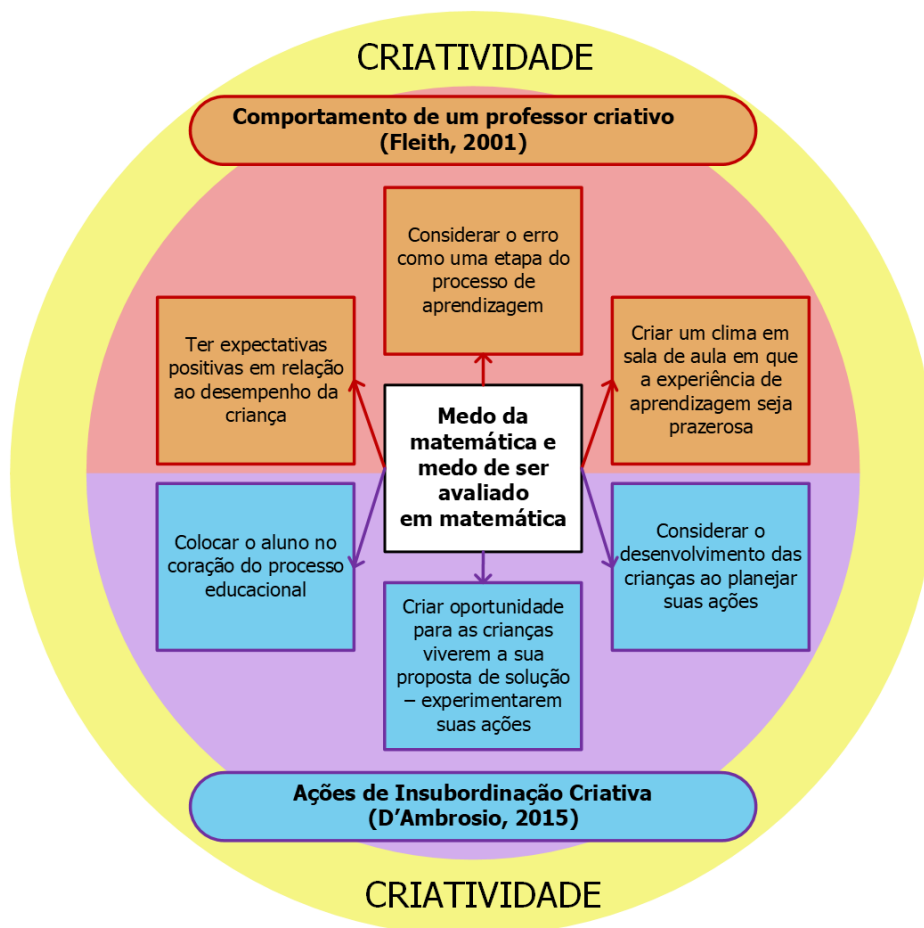 CRIATIVIDADE
Comportamento de um professor criativo
(Fleith, 2001)
Considerar o erro
como uma etapa do
processo de
aprendizagem
Ter expectativas
positivas em relação
ao desempenho da
criança
Criar um clima em
sala de aula em que
a experiência de
aprendizagem seja
prazerosa
Medo da
matemática e
medo de ser
avaliado
em matemática
Colocar o aluno no
coração do processo
educacional
Criar oportunidade
para as crianças
viverem a sua
proposta de solução
– experimentarem
suas ações
Considerar o
desenvolvimento das
crianças ao planejar
suas ações
Ações de Insubordinação Criativa
(D’Ambrosio, 2015)
CRIATIVIDADE